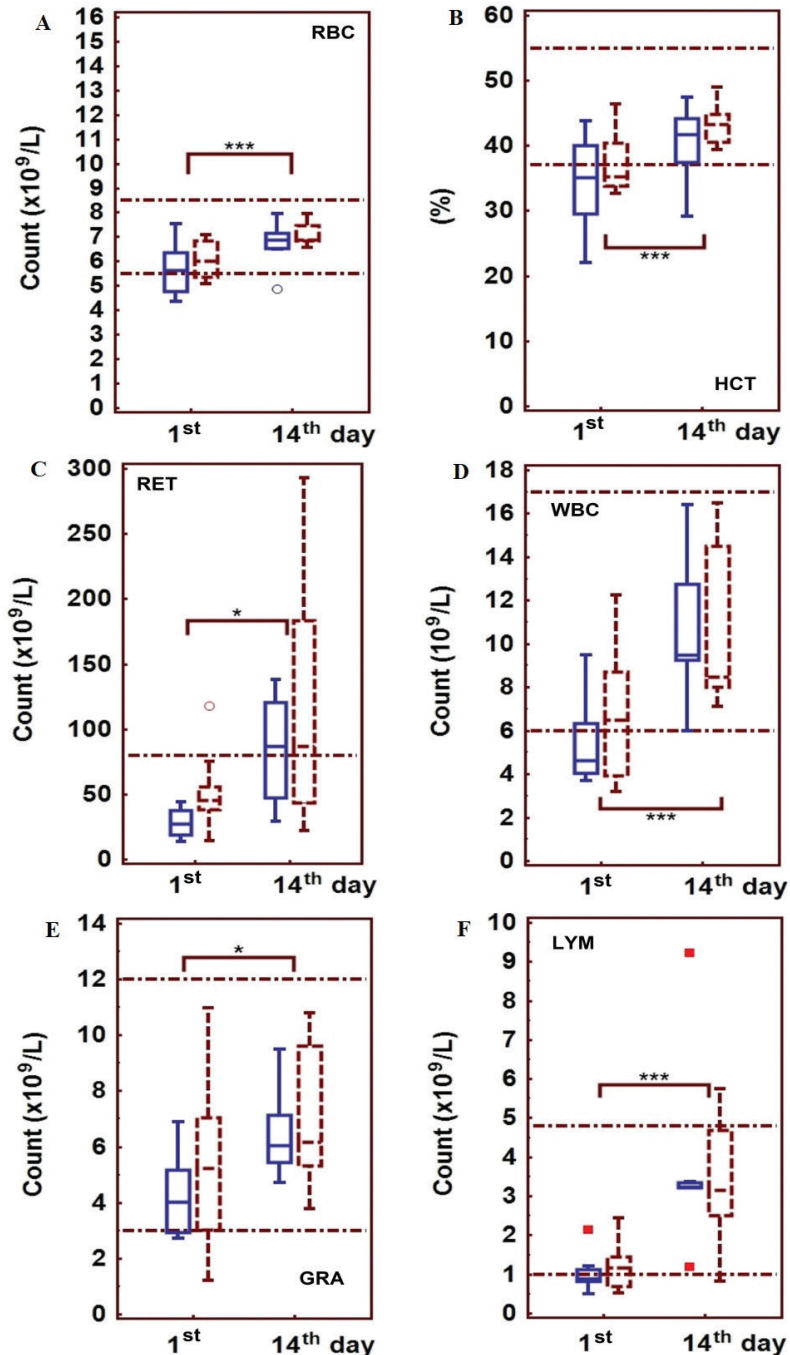 A
RBC
Count (x10⁹/L)
16
15
14
13
12
11
10
9
8
7
6
5
4
3
2
1
0
***
1st
14th day
B
(%)
60
50
40
30
20
10
0
***
HCT
1st
14th day
C
RET
Count (x10⁹/L)
300
250
200
150
100
50
0
*
1st
14th day
D
WBC
Count (10⁹/L)
18
16
14
12
10
8
6
4
2
0
***
1st
14th day
E
Count (x10⁹/L)
14
12
10
8
6
4
2
0
*
GRA
1st
14th day
F
LYM
Count (x10⁹/L)
10
9
8
7
6
5
4
3
2
1
0
***
1st
14th day